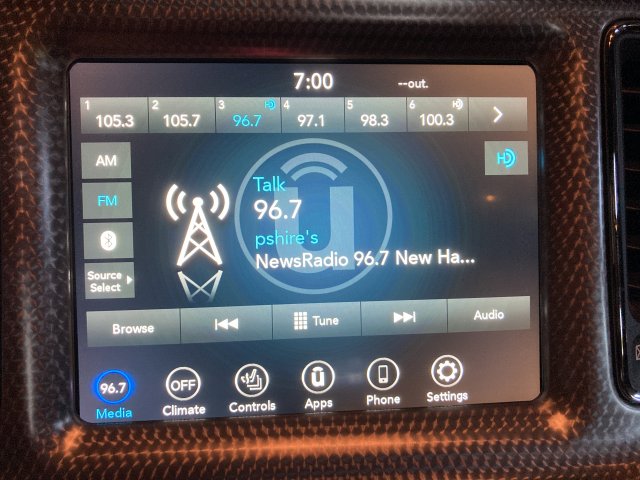 7:00
--out.
1 105.3
2 105.7
3 HD 96.7
4 97.1
5 98.3
6 HD 100.3
AM
HD
FM
Talk
96.7
pshire's
NewsRadio 96.7 New Ha...
Source
Select
Browse
Tune
Audio
96.7
OFF
Media
Climate
Controls
Apps
Phone
Settings